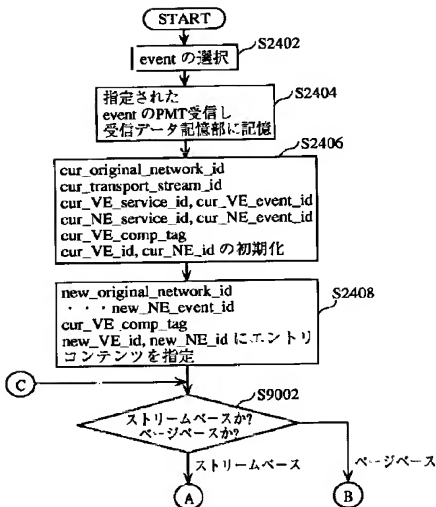 START
S2402
event の選択
S2404
指定された
event のPMT受信し
受信データ記憶部に記憶
S2406
cur_original_network_id
cur_transport_stream_id
cur_VE_service_id, cur_VE_event_id
cur_NE_service_id, cur_NE_event_id
cur_VE_comp_tag
cur_VE_id, cur_NE_id の初期化
S2408
new_original_network_id
・・・new_NE_event_id
cur_VE_comp_tag
new_VE_id, new_NE_id にエントリ
コンテンツを指定
C
S9002
ストリームベースか?
ページベースか?
ストリームベース
ページベース
A
B